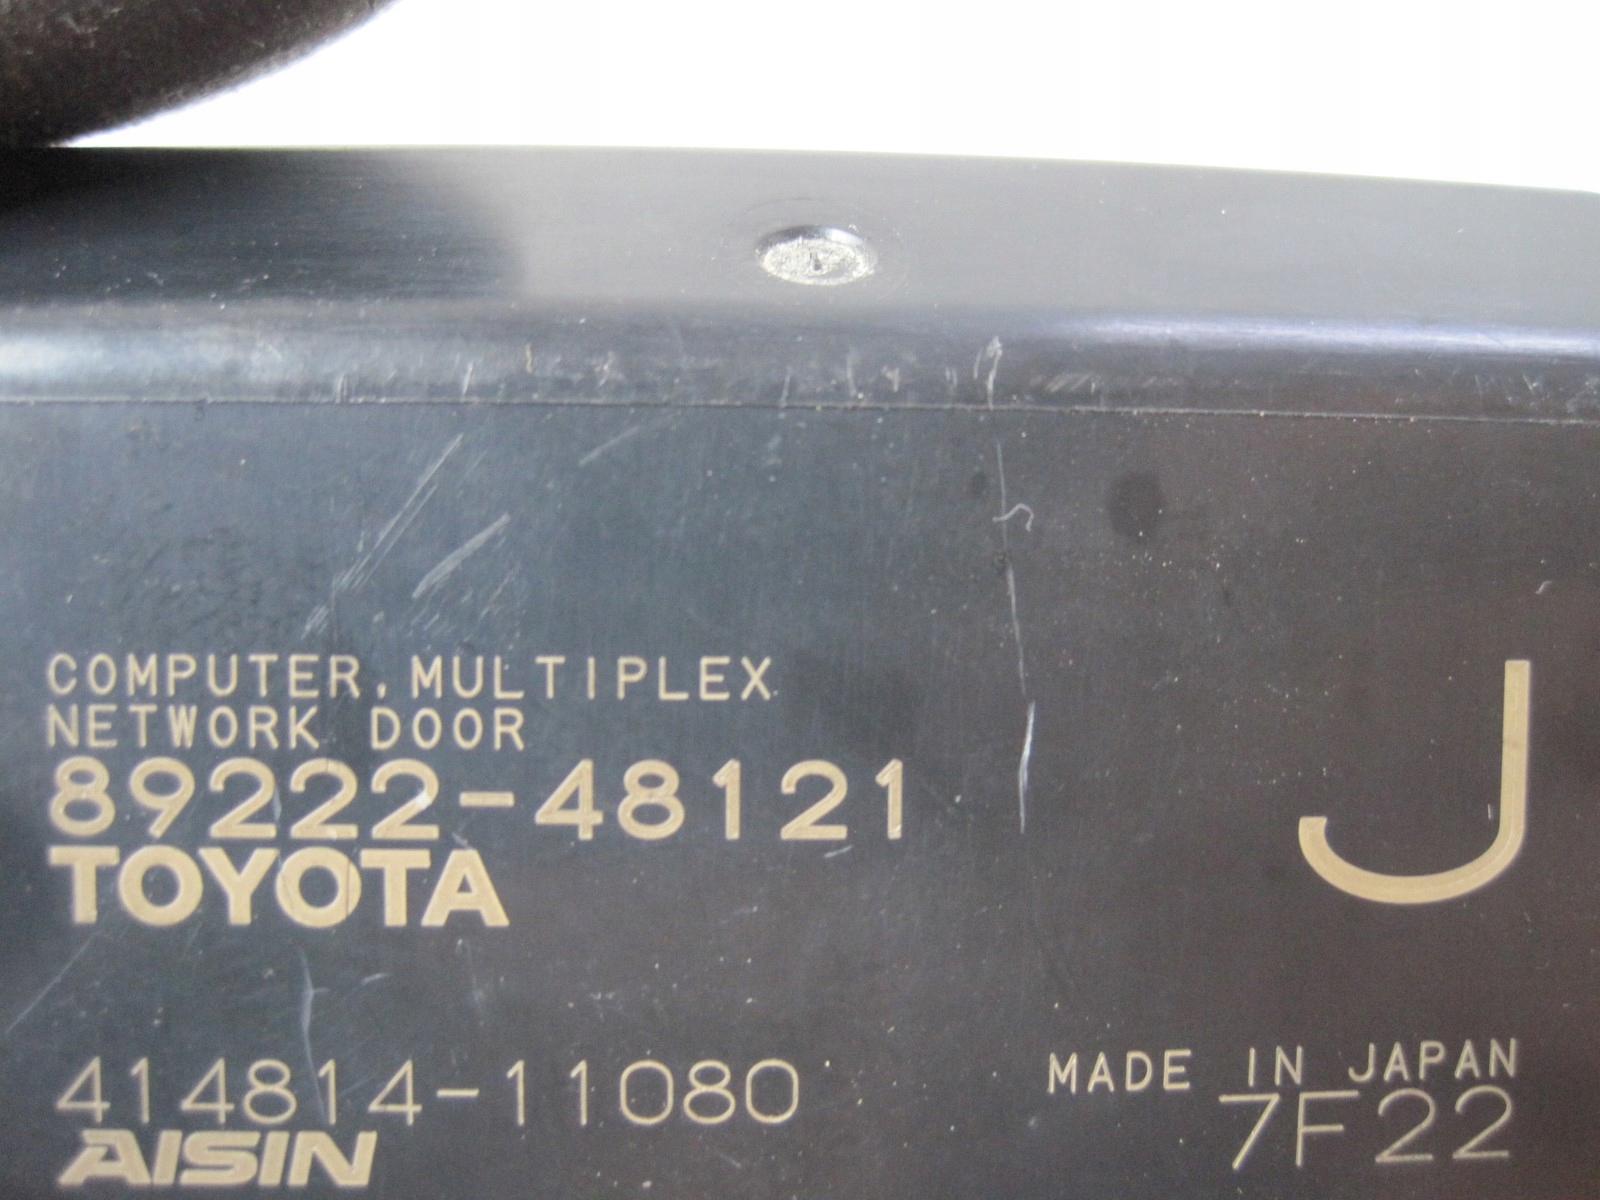 COMPUTER, MULTIPLEX
NETWORK DOOR
89222-48121
TOYOTA
J
414814-11080
AISIN
MADE IN JAPAN
7F22